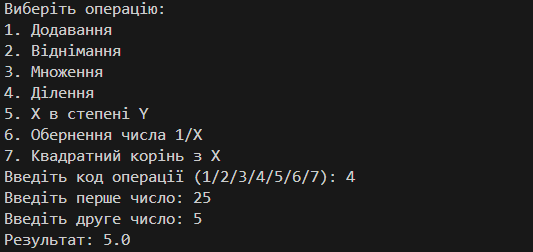 Виберіть операцію:
1. Додавання
2. Віднімання
3. Множення
4. Ділення
5. X в степені Y
6. Обернення числа 1/X
7. Квадратний корінь з X
Введіть код операції (1/2/3/4/5/6/7): 4
Введіть перше число: 25
Введіть друге число: 5
Результат: 5.0